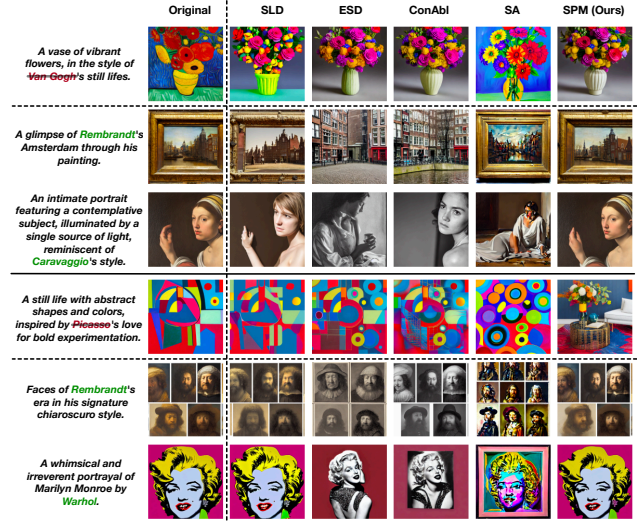 Original SLD ESD ConAbl SA SPM (Ours)
A vase of vibrant
flowers, in the style of
Van Gogh's still lifes.
A glimpse of Rembrandt's
Amsterdam through his
painting.
An intimate portrait
featuring a contemplative
subject, illuminated by a
single source of light,
reminiscent of
Caravaggio's style.
A still life with abstract
shapes and colors,
inspired by Picasso's love
for bold experimentation.
Faces of Rembrandt's
era in his signature
chiaroscuro style.
A whimsical and
irreverent portrayal of
Marilyn Monroe by
Warhol.